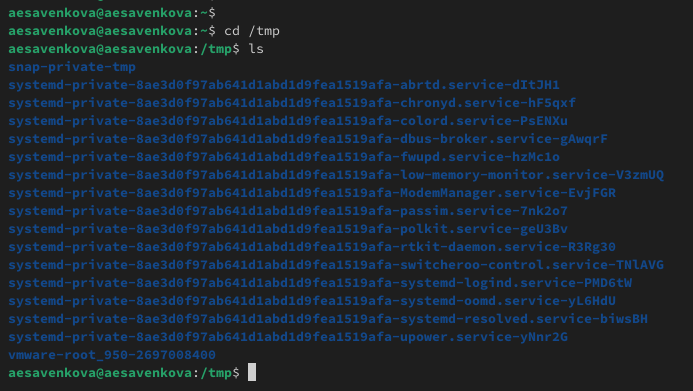 aesavenkova@aesavenkova:~$
aesavenkova@aesavenkova:~$ cd /tmp
aesavenkova@aesavenkova:/tmp$ ls
snap-private-tmp
systemd-private-8ae3d0f97ab641d1abd1d9fea1519afa-abrtd.service-dItJH1
systemd-private-8ae3d0f97ab641d1abd1d9fea1519afa-chronyd.service-hF5qxf
systemd-private-8ae3d0f97ab641d1abd1d9fea1519afa-colord.service-PsENXu
systemd-private-8ae3d0f97ab641d1abd1d9fea1519afa-dbus-broker.service-gAwqrF
systemd-private-8ae3d0f97ab641d1abd1d9fea1519afa-fwupd.service-hzMc1o
systemd-private-8ae3d0f97ab641d1abd1d9fea1519afa-low-memory-monitor.service-V3zmUQ
systemd-private-8ae3d0f97ab641d1abd1d9fea1519afa-ModemManager.service-EvjFGR
systemd-private-8ae3d0f97ab641d1abd1d9fea1519afa-passim.service-7nk2o7
systemd-private-8ae3d0f97ab641d1abd1d9fea1519afa-polkit.service-geU3Bv
systemd-private-8ae3d0f97ab641d1abd1d9fea1519afa-rtkit-daemon.service-R3Rg30
systemd-private-8ae3d0f97ab641d1abd1d9fea1519afa-switcheroo-control.service-TNlAVG
systemd-private-8ae3d0f97ab641d1abd1d9fea1519afa-systemd-logind.service-PMD6tW
systemd-private-8ae3d0f97ab641d1abd1d9fea1519afa-systemd-oomd.service-yL6HdU
systemd-private-8ae3d0f97ab641d1abd1d9fea1519afa-systemd-resolved.service-biwsBH
systemd-private-8ae3d0f97ab641d1abd1d9fea1519afa-upower.service-yNnr2G
vmware-root_950-2697008400
aesavenkova@aesavenkova:/tmp$